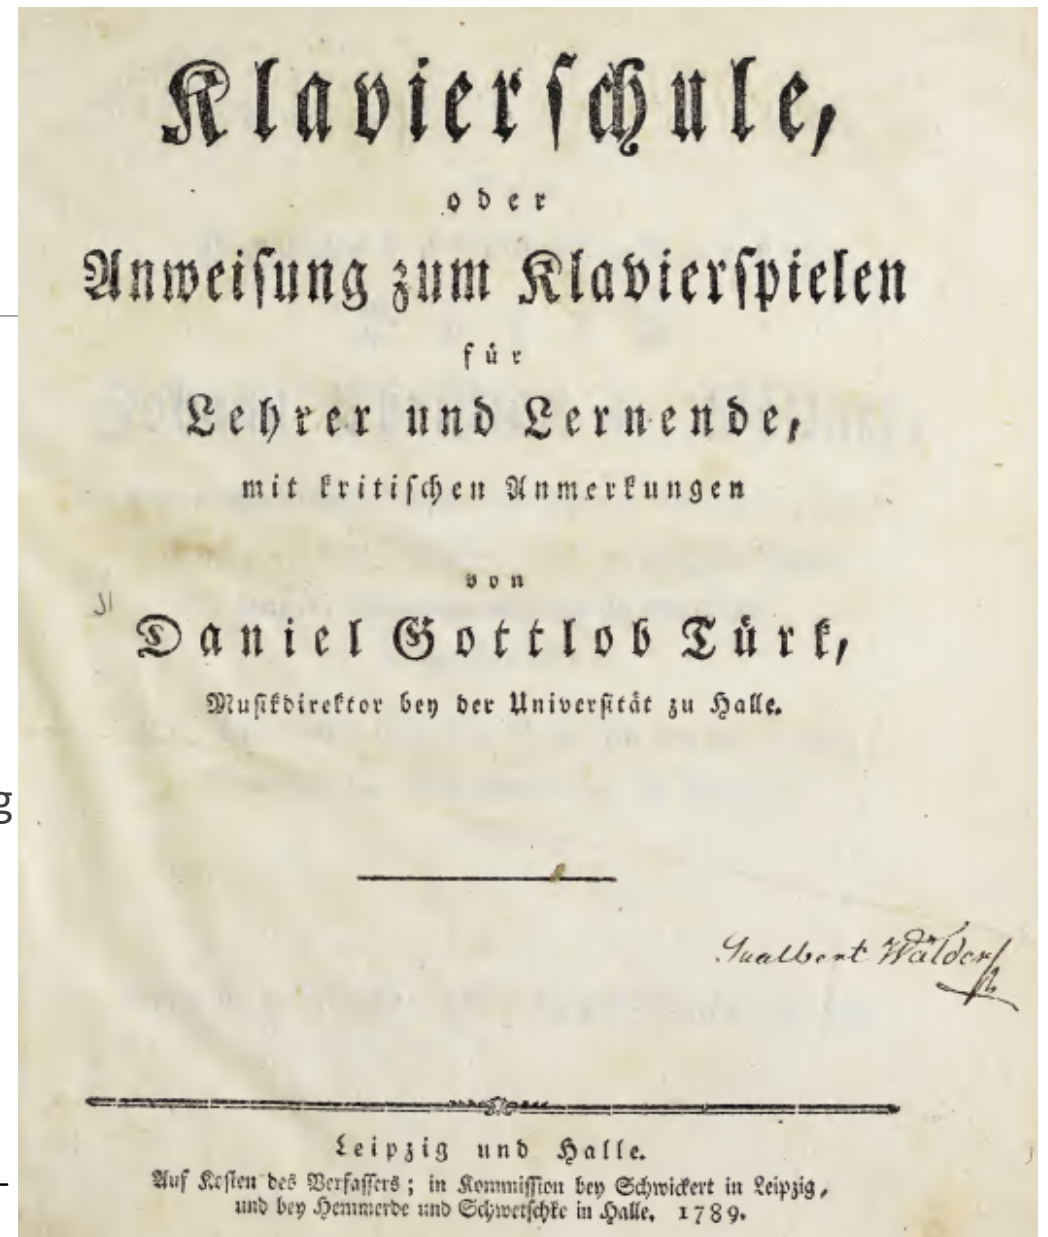 Klavierschule,
oder
Anweisung zum Klavierspielen
für
Lehrer und Lernende,
mit kritischen Anmerkungen
von
Daniel Gottlob Türk,
Musikdirektor bey der Universität zu Halle.
g
Gualbert Wälder
Leipzig und Halle.
Auf Kosten des Verfassers; in Kommission bey Schwickert in Leipzig,
und bey Hemmerde und Schwetschke in Halle. 1789.